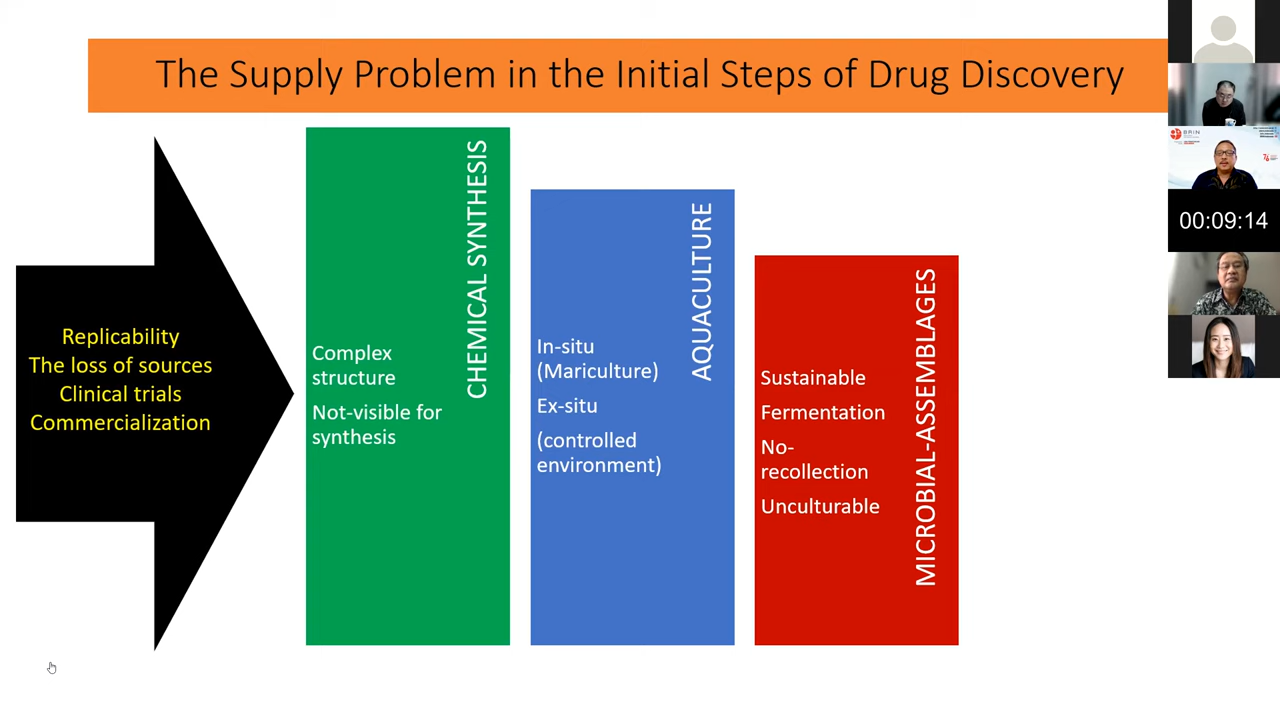 The Supply Problem in the Initial Steps of Drug Discovery
Replicability
The loss of sources
Clinical trials
Commercialization
CHEMICAL SYNTHESIS
Complex
structure
Not-visible for
synthesis
AQUACULTURE
In-situ
(Mariculture)
Ex-situ
(controlled
environment)
MICROBIAL-ASSEMBLAGES
Sustainable
Fermentation
No-
recollection
Unculturable
BRIN
00:09:14